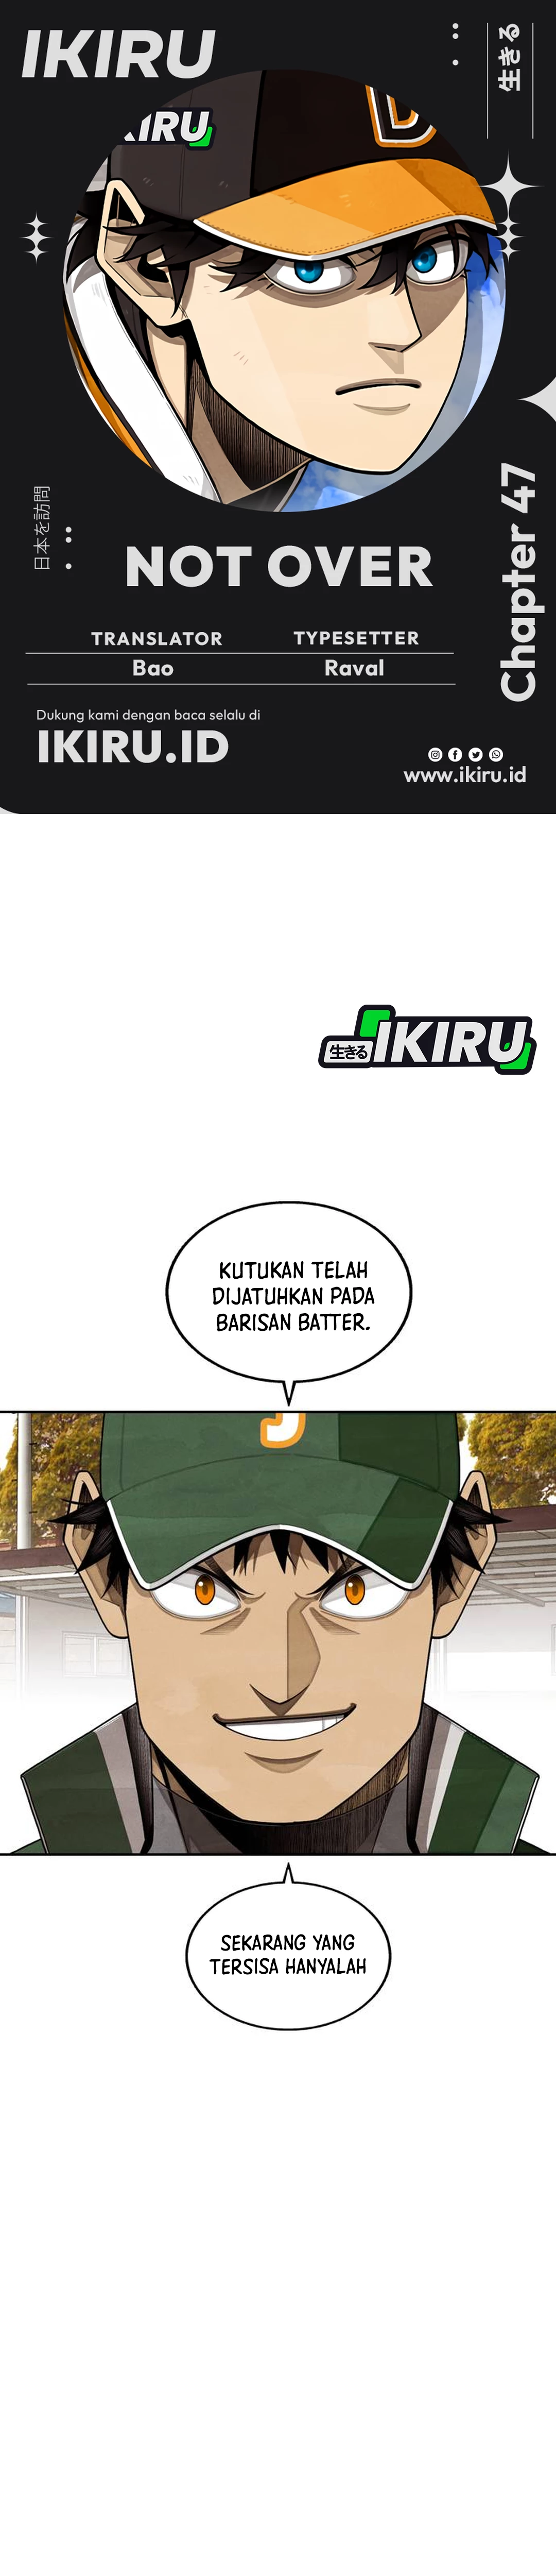 IKIRU
生きる
IKIRU
D
日本を訪問
Chapter 47
NOT OVER
TRANSLATOR
TYPESETTER
Bao
Raval
Dukung kami dengan baca selalu di
IKIRU.ID
www.ikiru.id
生きる IKIRU
KUTUKAN TELAH
DIJATUHKAN PADA
BARISAN BATTER.
SEKARANG YANG
TERSISA HANYALAH